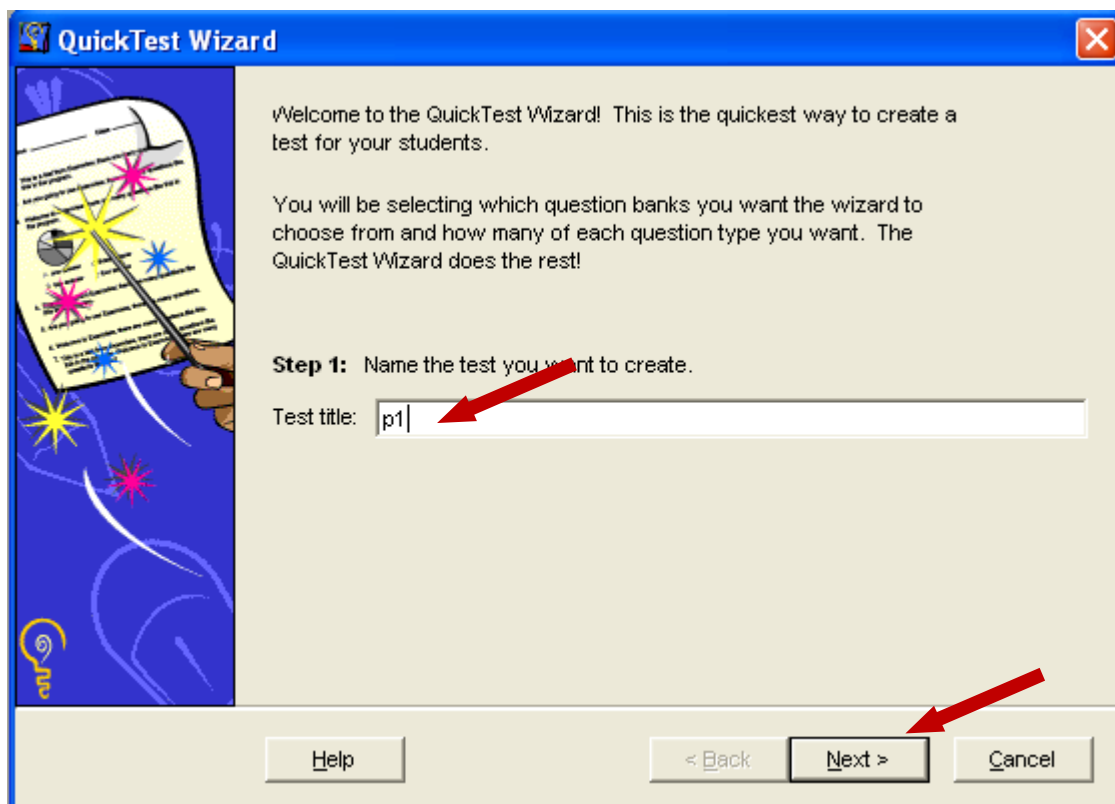 QuickTest Wizard
Welcome to the QuickTest Wizard! This is the quickest way to create a
test for your students.
You will be selecting which question banks you want the wizard to
choose from and how many of each question type you want. The
QuickTest Wizard does the rest!
Step 1: Name the test you want to create.
Test title: p1
Help
< Back
Next >
Cancel